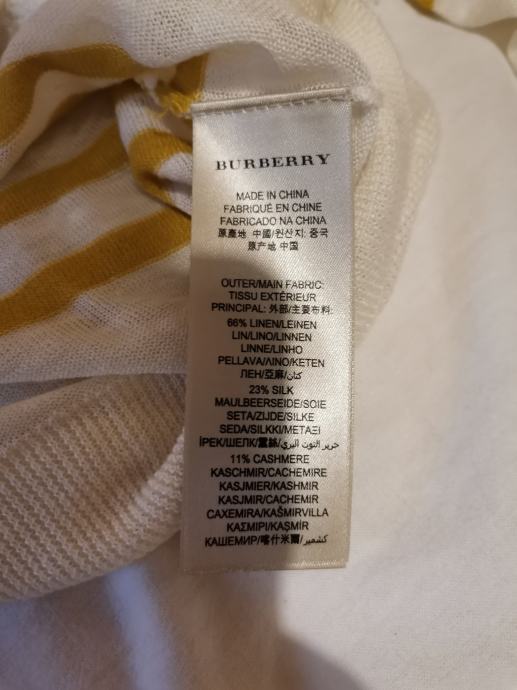 BURBERRY
MADE IN CHINA
FABRIQUÉ EN CHINE
FABRICADO NA CHINA
原產地 中國/원산지: 중국
原产地 中国
OUTER/MAIN FABRIC:
TISSU EXTÉRIEUR
PRINCIPAL: 外部/主要布料:
66% LINEN/LEINEN
LIN/LINO/LINNEN
LINNE/LINHO
PELLAVA/ΛΙΝΟ/KETEN
ЛЕН/亞麻/كتان
23% SILK
MAULBEERSEIDE/SOIE
SETA/ZIJDE/SILKE
SEDA/SILKKI/ΜΕΤΑΞΙ
İPEK/ШЕЛК/蠶絲/حرير التوت البري
11% CASHMERE
KASCHMIR/CACHEMIRE
KASJMIER/KASHMIR
KASJMIR/CACHEMIR
CAXEMIRA/KAŠMIRVILLA
ΚΑΣΜΙΡΙ/KAŞMİR
КАШЕМИР/喀什米爾/كشمير